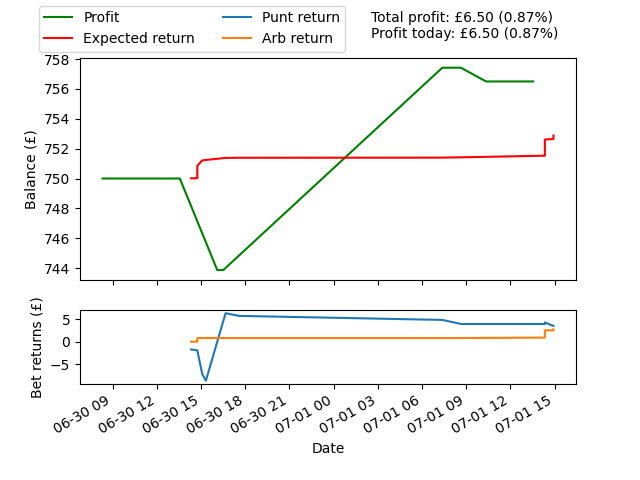 Profit
Expected return
Punt return
Arb return
Total profit: £6.50 (0.87%)
Profit today: £6.50 (0.87%)
758
756
754
752
750
748
746
744
Balance (£)
5
0
−5
Bet returns (£)
06-30 09
06-30 12
06-30 15
06-30 18
06-30 21
07-01 00
07-01 03
07-01 06
07-01 09
07-01 12
07-01 15
Date